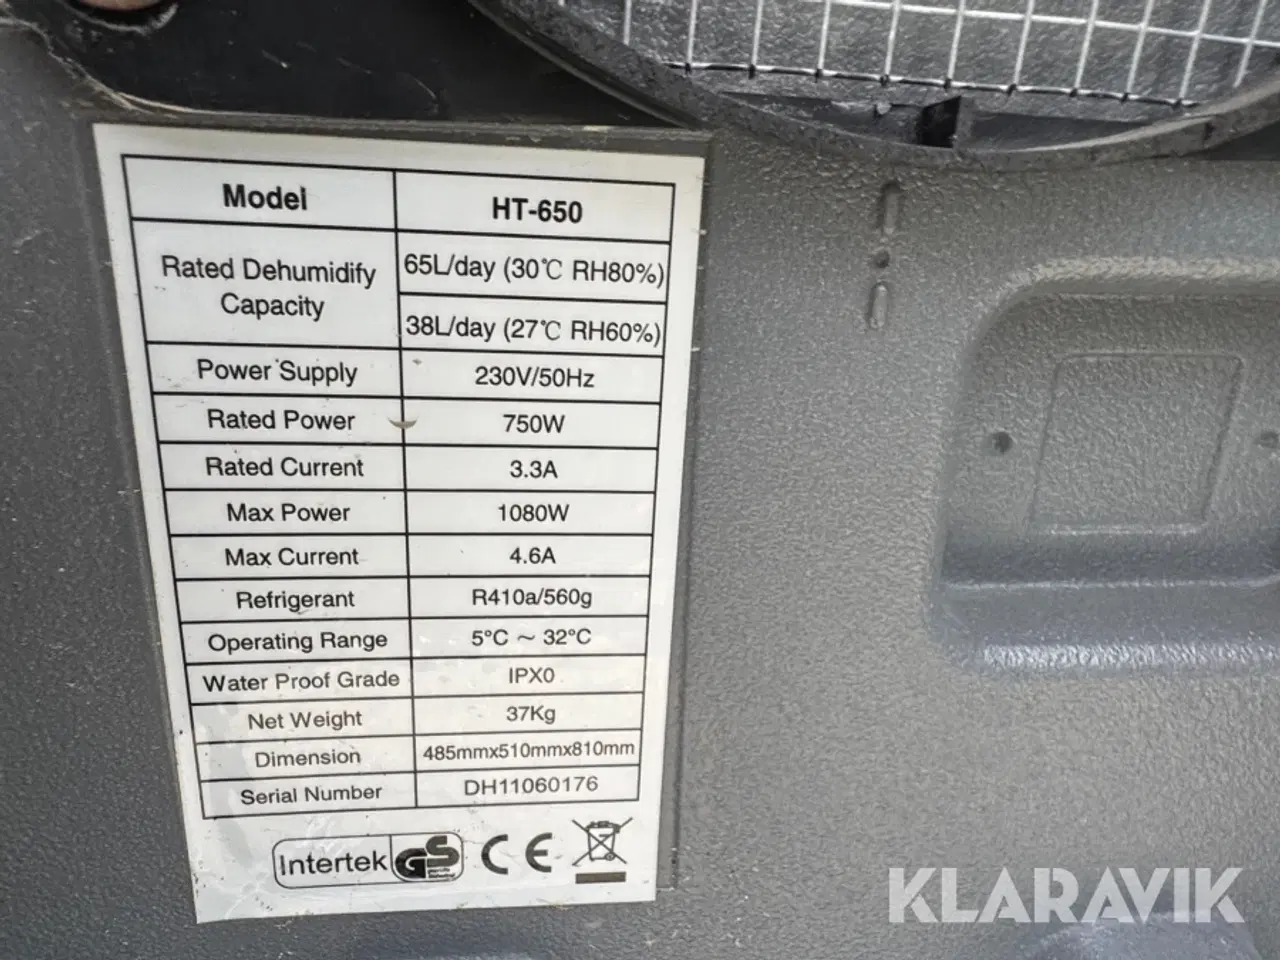 Model HT-650
Rated Dehumidify Capacity 65L/day (30℃ RH80%)
38L/day (27℃ RH60%)
Power Supply 230V/50Hz
Rated Power 750W
Rated Current 3.3A
Max Power 1080W
Max Current 4.6A
Refrigerant R410a/560g
Operating Range 5°C ~ 32°C
Water Proof Grade IPX0
Net Weight 37Kg
Dimension 485mmx510mmx810mm
Serial Number DH11060176
Intertek GS CE
KLARAVIK